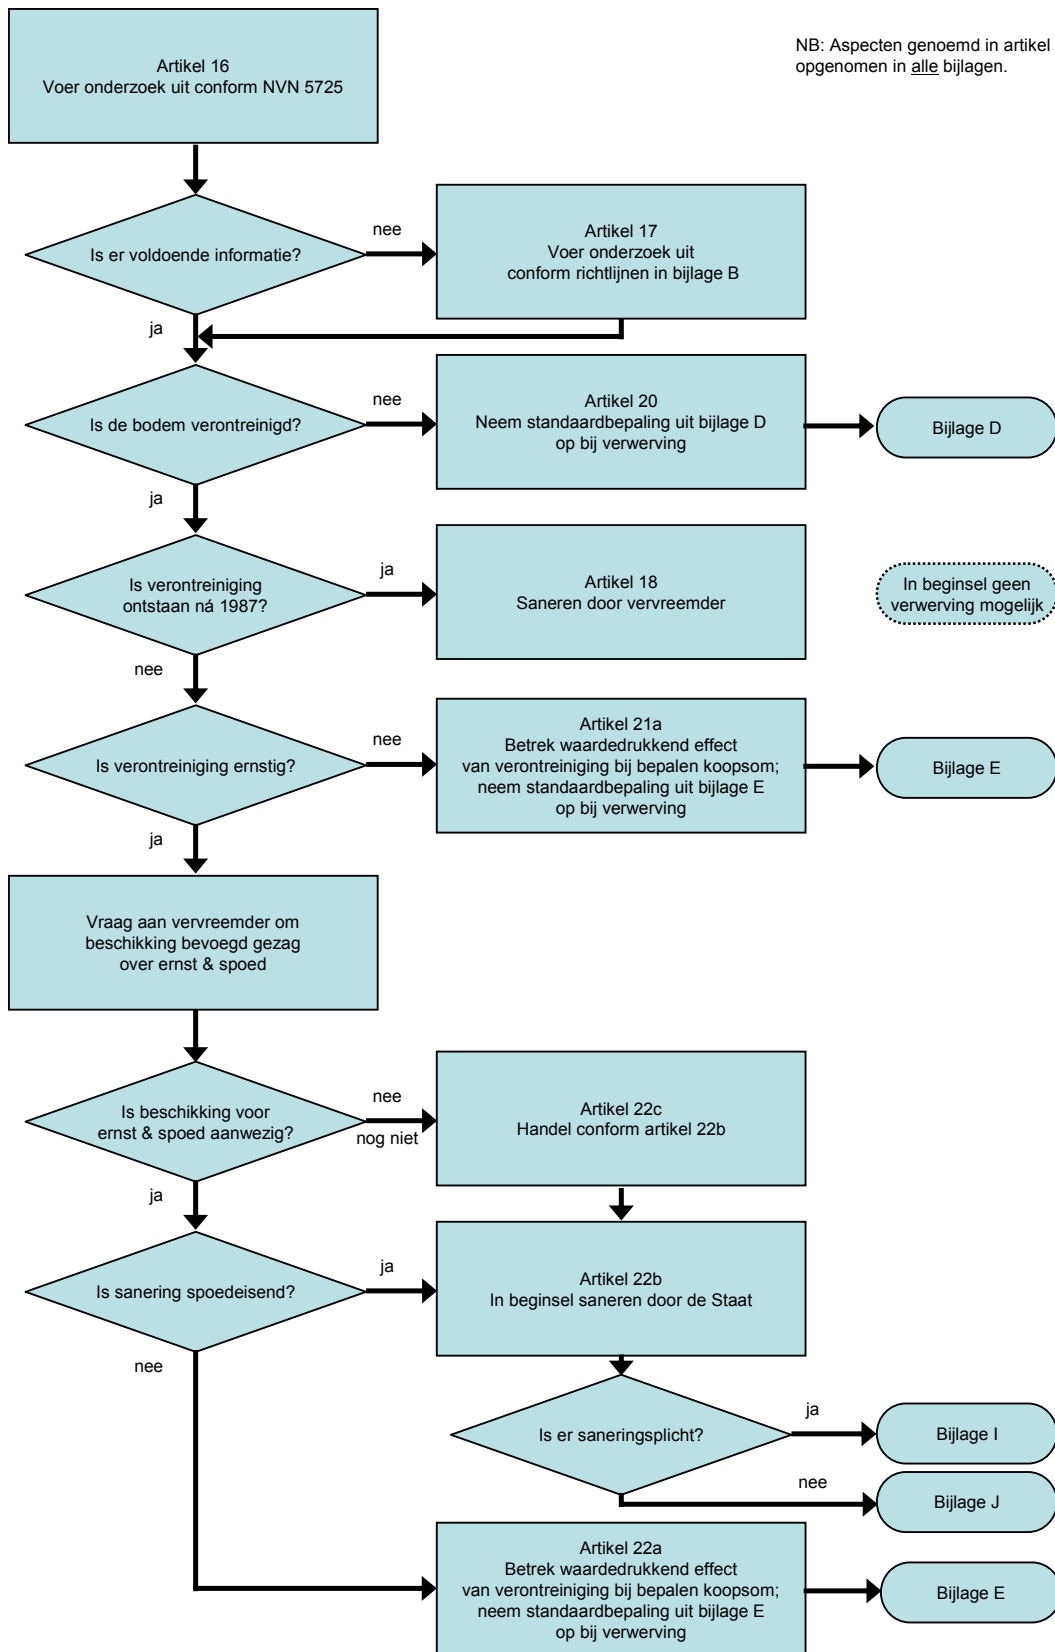 NB: Aspecten genoemd in artikel
opgenomen in alle bijlagen.
Artikel 16
Voer onderzoek uit conform NVN 5725
Is er voldoende informatie?
nee
Artikel 17
Voer onderzoek uit
conform richtlijnen in bijlage B
ja
Is de bodem verontreinigd?
nee
Artikel 20
Neem standaardbepaling uit bijlage D
op bij verwerving
Bijlage D
ja
Is verontreiniging
ontstaan ná 1987?
ja
Artikel 18
Saneren door vervreemder
In beginsel geen
verwerving mogelijk
nee
Is verontreiniging ernstig?
nee
Artikel 21a
Betrek waardedrukkend effect
van verontreiniging bij bepalen koopsom;
neem standaardbepaling uit bijlage E
op bij verwerving
Bijlage E
ja
Vraag aan vervreemder om
beschikking bevoegd gezag
over ernst & spoed
Is beschikking voor
ernst & spoed aanwezig?
nee
nog niet
Artikel 22c
Handel conform artikel 22b
ja
Is sanering spoedeisend?
ja
Artikel 22b
In beginsel saneren door de Staat
nee
Is er saneringsplicht?
ja
Bijlage I
nee
Bijlage J
Artikel 22a
Betrek waardedrukkend effect
van verontreiniging bij bepalen koopsom;
neem standaardbepaling uit bijlage E
op bij verwerving
Bijlage E